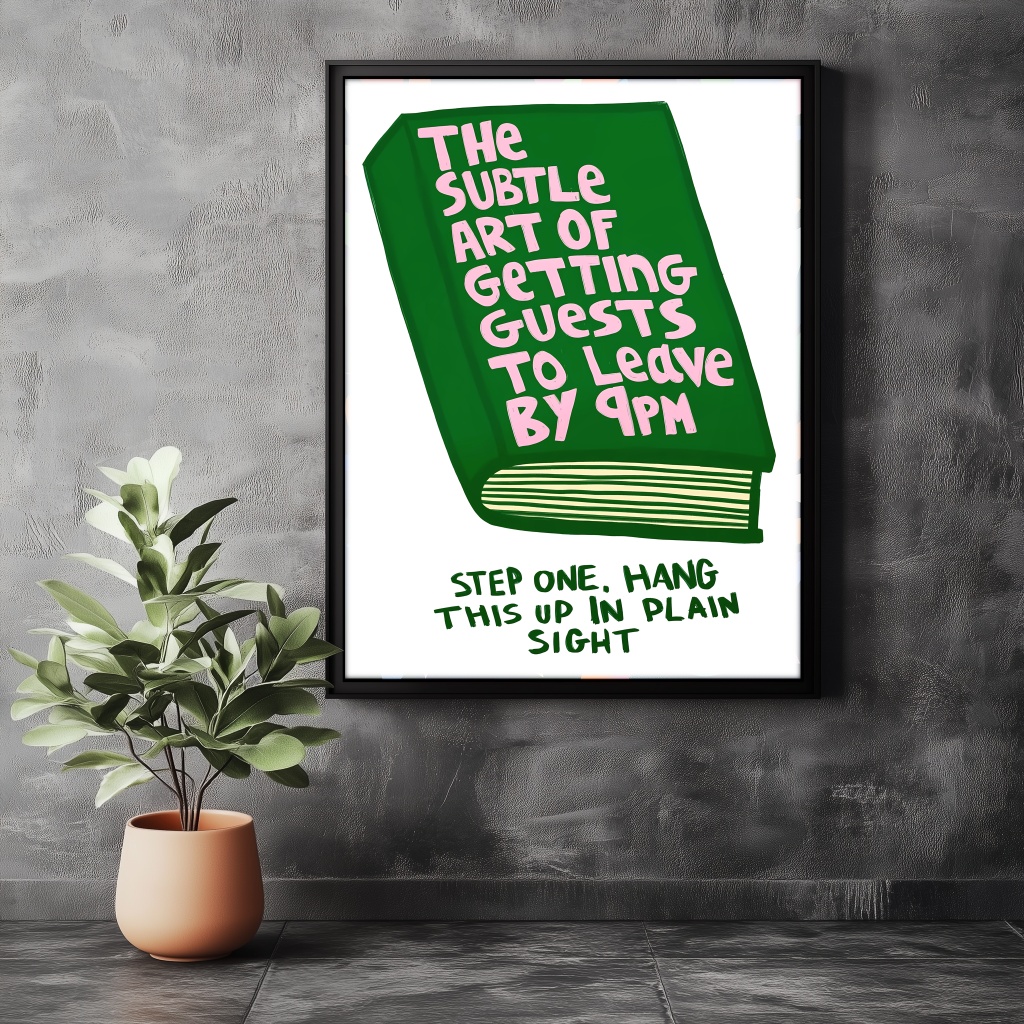 THe
SUBTLe
ART OF
GeTTING
GUeSTS
TO Leave
BY 9PM
STEP ONE. HANG
THIS UP IN PLAIN
SIGHT